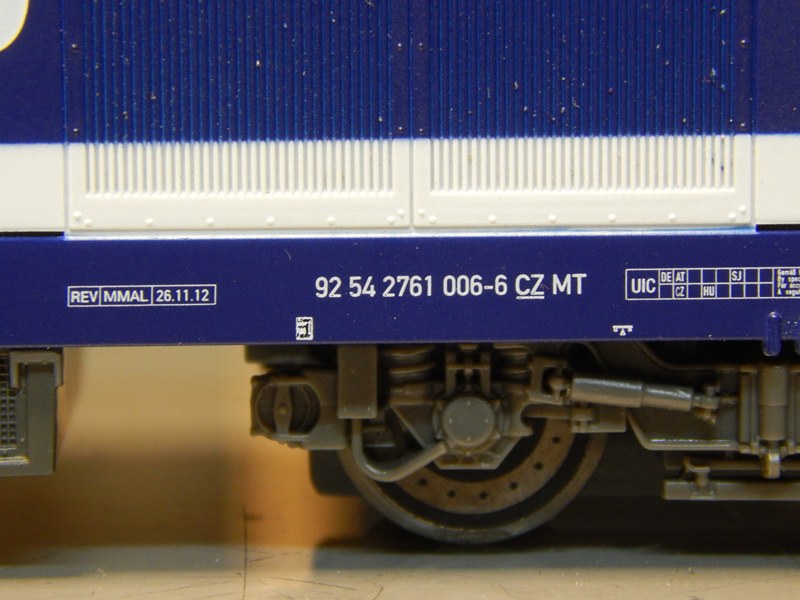 REV MMAL 26.11.12
92 54 2761 006-6 CZ MT
UIC DE AT SJ
CZ HU